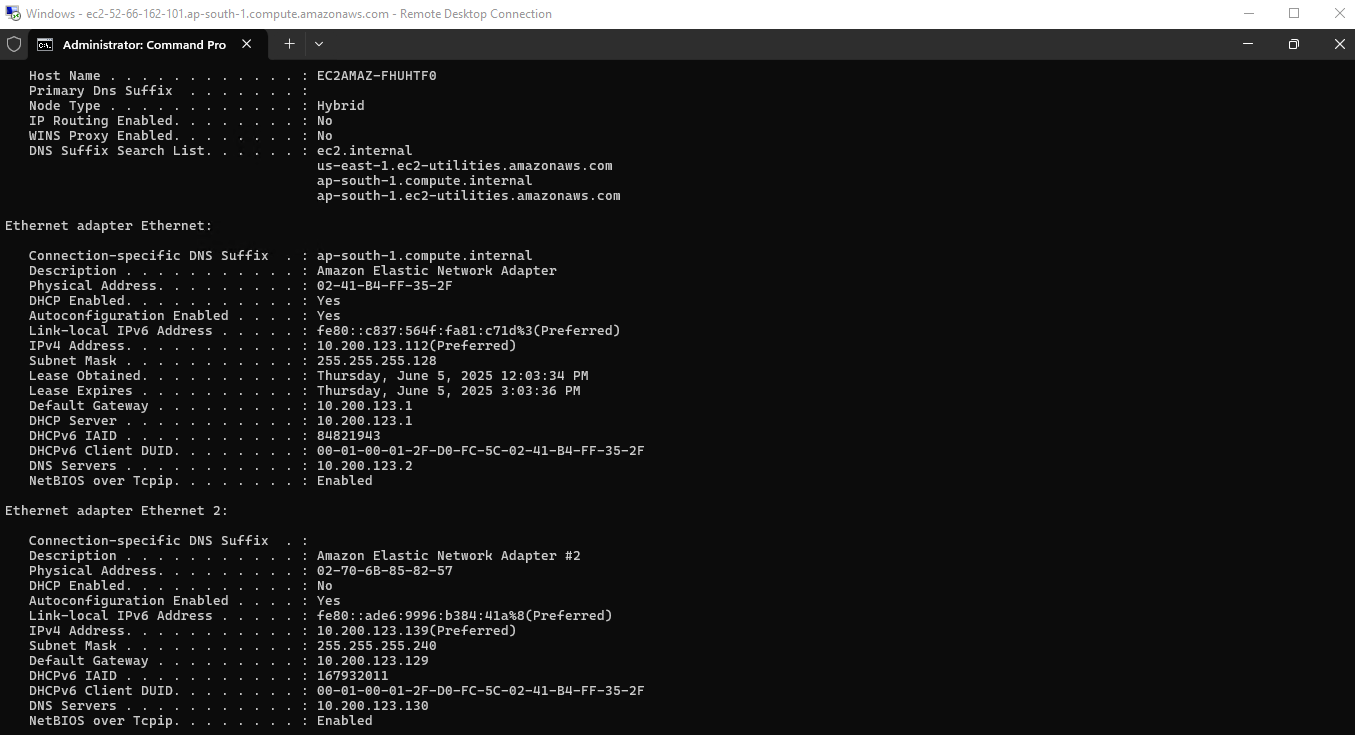 Windows - ec2-52-66-162-101.ap-south-1.compute.amazonaws.com - Remote Desktop Connection
Administrator: Command Pro
Host Name . . . . . . . . . . . . : EC2AMAZ-FHUHTF0
Primary Dns Suffix  . . . . . . . :
Node Type . . . . . . . . . . . . : Hybrid
IP Routing Enabled. . . . . . . . : No
WINS Proxy Enabled. . . . . . . . : No
DNS Suffix Search List. . . . . . : ec2.internal
us-east-1.ec2-utilities.amazonaws.com
ap-south-1.compute.internal
ap-south-1.ec2-utilities.amazonaws.com
Ethernet adapter Ethernet:
Connection-specific DNS Suffix  . : ap-south-1.compute.internal
Description . . . . . . . . . . . : Amazon Elastic Network Adapter
Physical Address. . . . . . . . . : 02-41-B4-FF-35-2F
DHCP Enabled. . . . . . . . . . . : Yes
Autoconfiguration Enabled . . . . : Yes
Link-local IPv6 Address . . . . . : fe80::c837:564f:fa81:c71d%3(Preferred)
IPv4 Address. . . . . . . . . . . : 10.200.123.112(Preferred)
Subnet Mask . . . . . . . . . . . : 255.255.255.128
Lease Obtained. . . . . . . . . . : Thursday, June 5, 2025 12:03:34 PM
Lease Expires . . . . . . . . . . : Thursday, June 5, 2025 3:03:36 PM
Default Gateway . . . . . . . . . : 10.200.123.1
DHCP Server . . . . . . . . . . . : 10.200.123.1
DHCPv6 IAID . . . . . . . . . . . : 84821943
DHCPv6 Client DUID. . . . . . . . : 00-01-00-01-2F-D0-FC-5C-02-41-B4-FF-35-2F
DNS Servers . . . . . . . . . . . : 10.200.123.2
NetBIOS over Tcpip. . . . . . . . : Enabled
Ethernet adapter Ethernet 2:
Connection-specific DNS Suffix  . :
Description . . . . . . . . . . . : Amazon Elastic Network Adapter #2
Physical Address. . . . . . . . . : 02-70-6B-85-82-57
DHCP Enabled. . . . . . . . . . . : No
Autoconfiguration Enabled . . . . : Yes
Link-local IPv6 Address . . . . . : fe80::ade6:9996:b384:41a%8(Preferred)
IPv4 Address. . . . . . . . . . . : 10.200.123.139(Preferred)
Subnet Mask . . . . . . . . . . . : 255.255.255.240
Default Gateway . . . . . . . . . : 10.200.123.129
DHCPv6 IAID . . . . . . . . . . . : 167932011
DHCPv6 Client DUID. . . . . . . . : 00-01-00-01-2F-D0-FC-5C-02-41-B4-FF-35-2F
DNS Servers . . . . . . . . . . . : 10.200.123.130
NetBIOS over Tcpip. . . . . . . . : Enabled